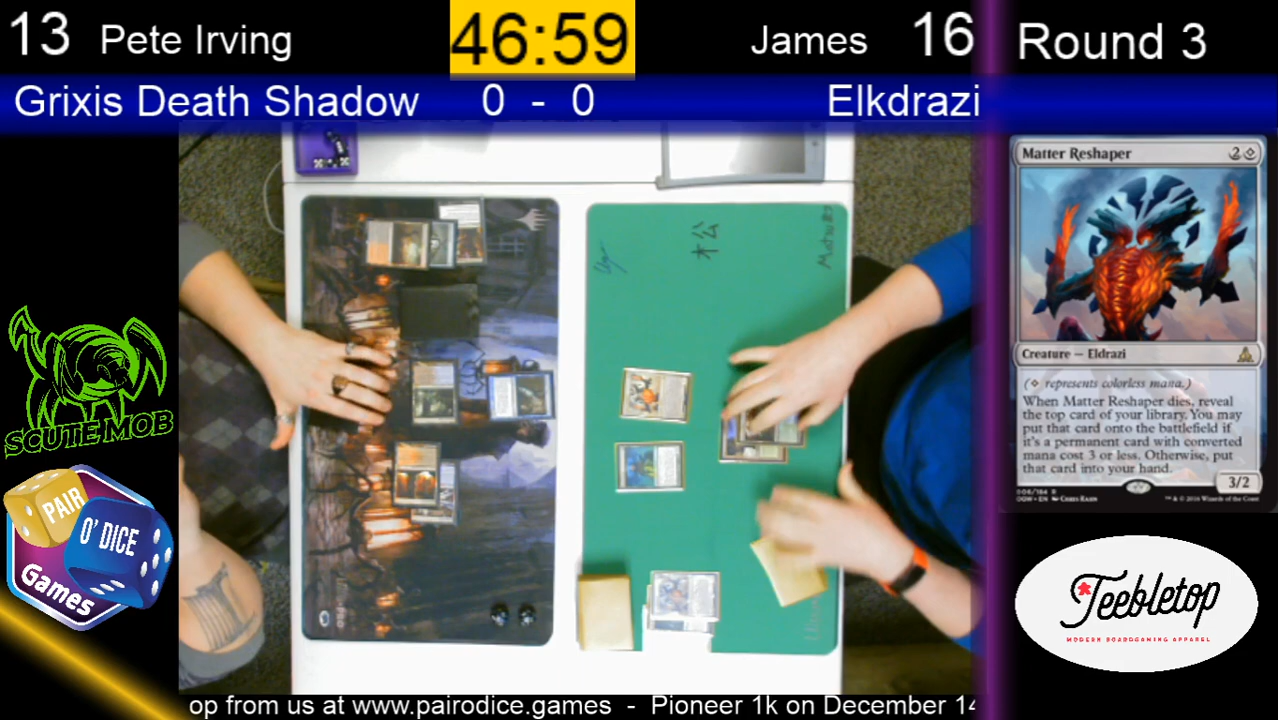 13 Pete Irving 46:59 James 16 Round 3
Grixis Death Shadow 0 - 0 Elkdrazi
Matter Reshaper 2
Creature — Eldrazi
(◇ represents colorless mana.)
When Matter Reshaper dies, reveal
the top card of your library. You may
put that card onto the battlefield if
it's a permanent card with converted
mana cost 3 or less. Otherwise, put
that card into your hand.
3/2
SCUTE MOB
PAIR
O' DICE
Games
Teebletop
MODERN BOARDGAMING APPAREL
op from us at www.pairodice.games - Pioneer 1k on December 14